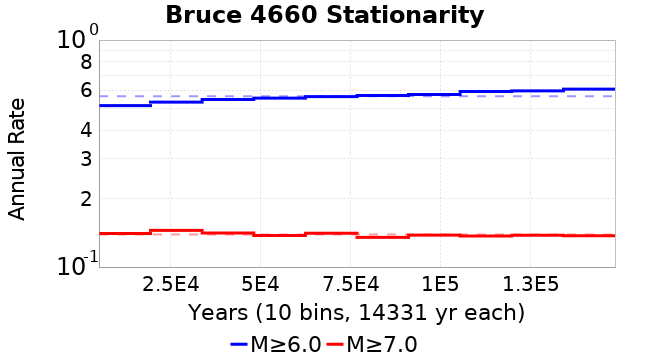 Bruce 4660 Stationarity
Annual Rate
10^0
8
6
4
3
2
10^-1
2.5E4 5E4 7.5E4 1E5 1.3E5
Years (10 bins, 14331 yr each)
M≥6.0 M≥7.0